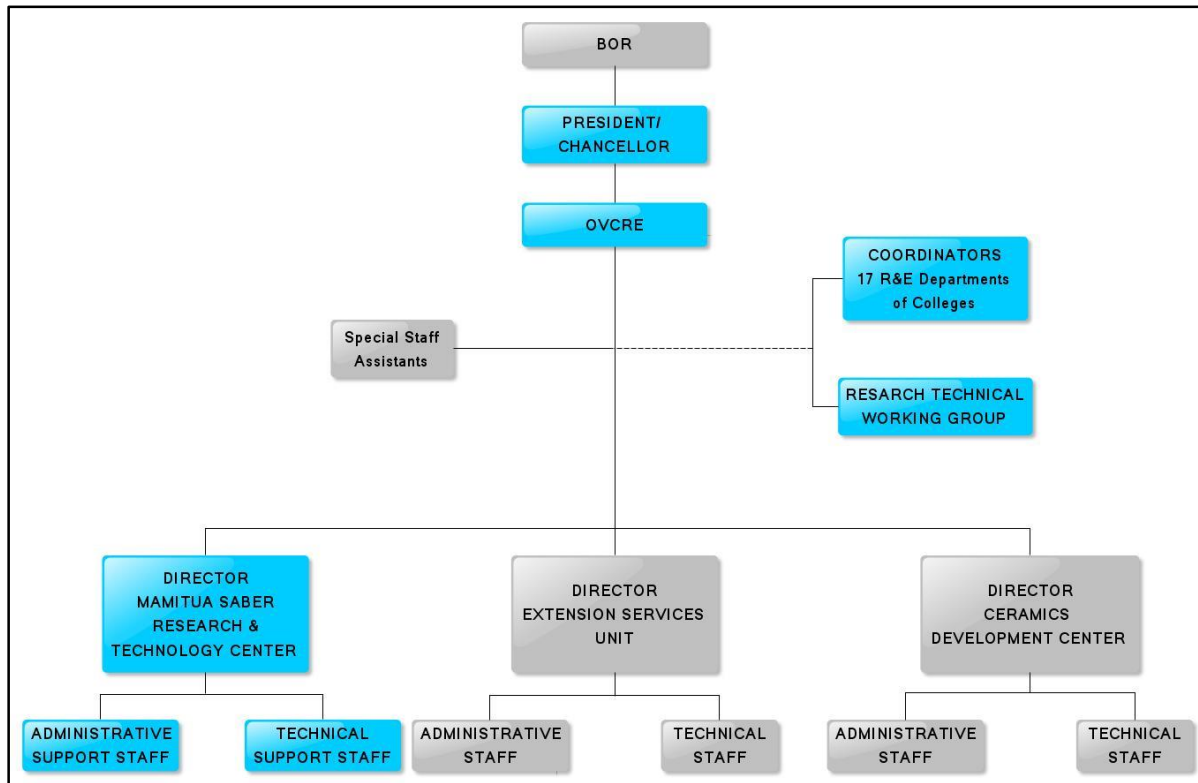 BOR
PRESIDENT/
CHANCELLOR
OVCRE
COORDINATORS
17 R&E Departments
of Colleges
Special Staff
Assistants
RESARCH TECHNICAL
WORKING GROUP
DIRECTOR
MAMITUA SABER
RESEARCH &
TECHNOLOGY CENTER
DIRECTOR
EXTENSION SERVICES
UNIT
DIRECTOR
CERAMICS
DEVELOPMENT CENTER
ADMINISTRATIVE
SUPPORT STAFF
TECHNICAL
SUPPORT STAFF
ADMINISTRATIVE
STAFF
TECHNICAL
STAFF
ADMINISTRATIVE
STAFF
TECHNICAL
STAFF